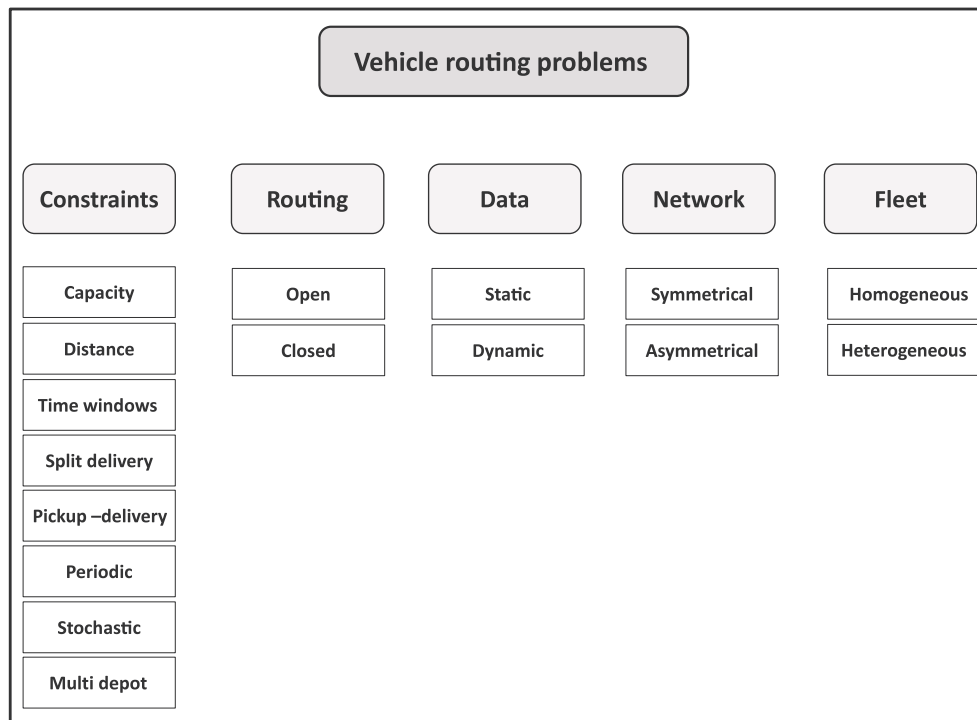 Vehicle routing problems
Constraints
Routing
Data
Network
Fleet
Capacity
Distance
Time windows
Split delivery
Pickup –delivery
Periodic
Stochastic
Multi depot
Open
Closed
Static
Dynamic
Symmetrical
Asymmetrical
Homogeneous
Heterogeneous